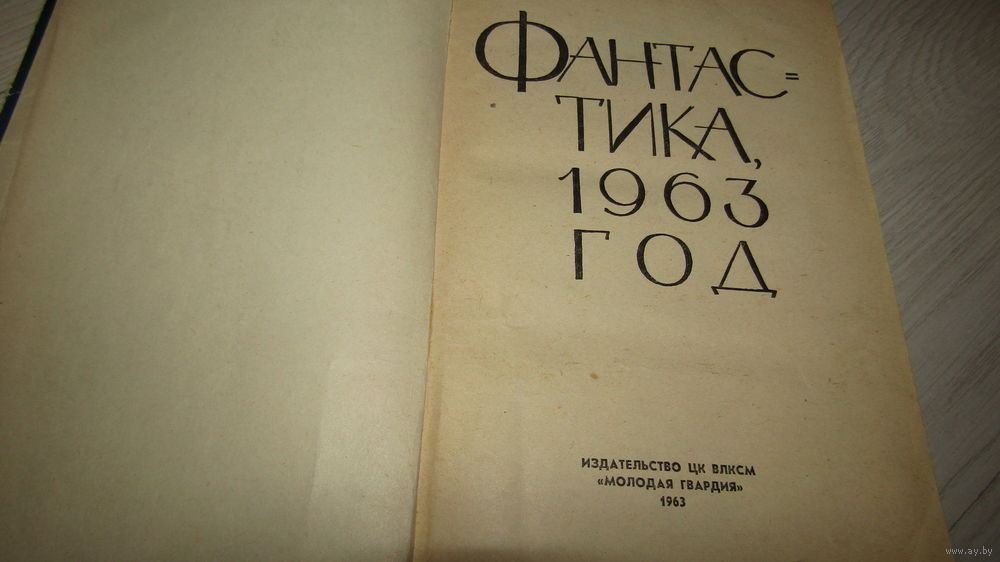 ФАНТАС=
ТИКА,
1963
ГОД
ИЗДАТЕЛЬСТВО ЦК ВЛКСМ
«МОЛОДАЯ ГВАРДИЯ»
1963
www.ay.by